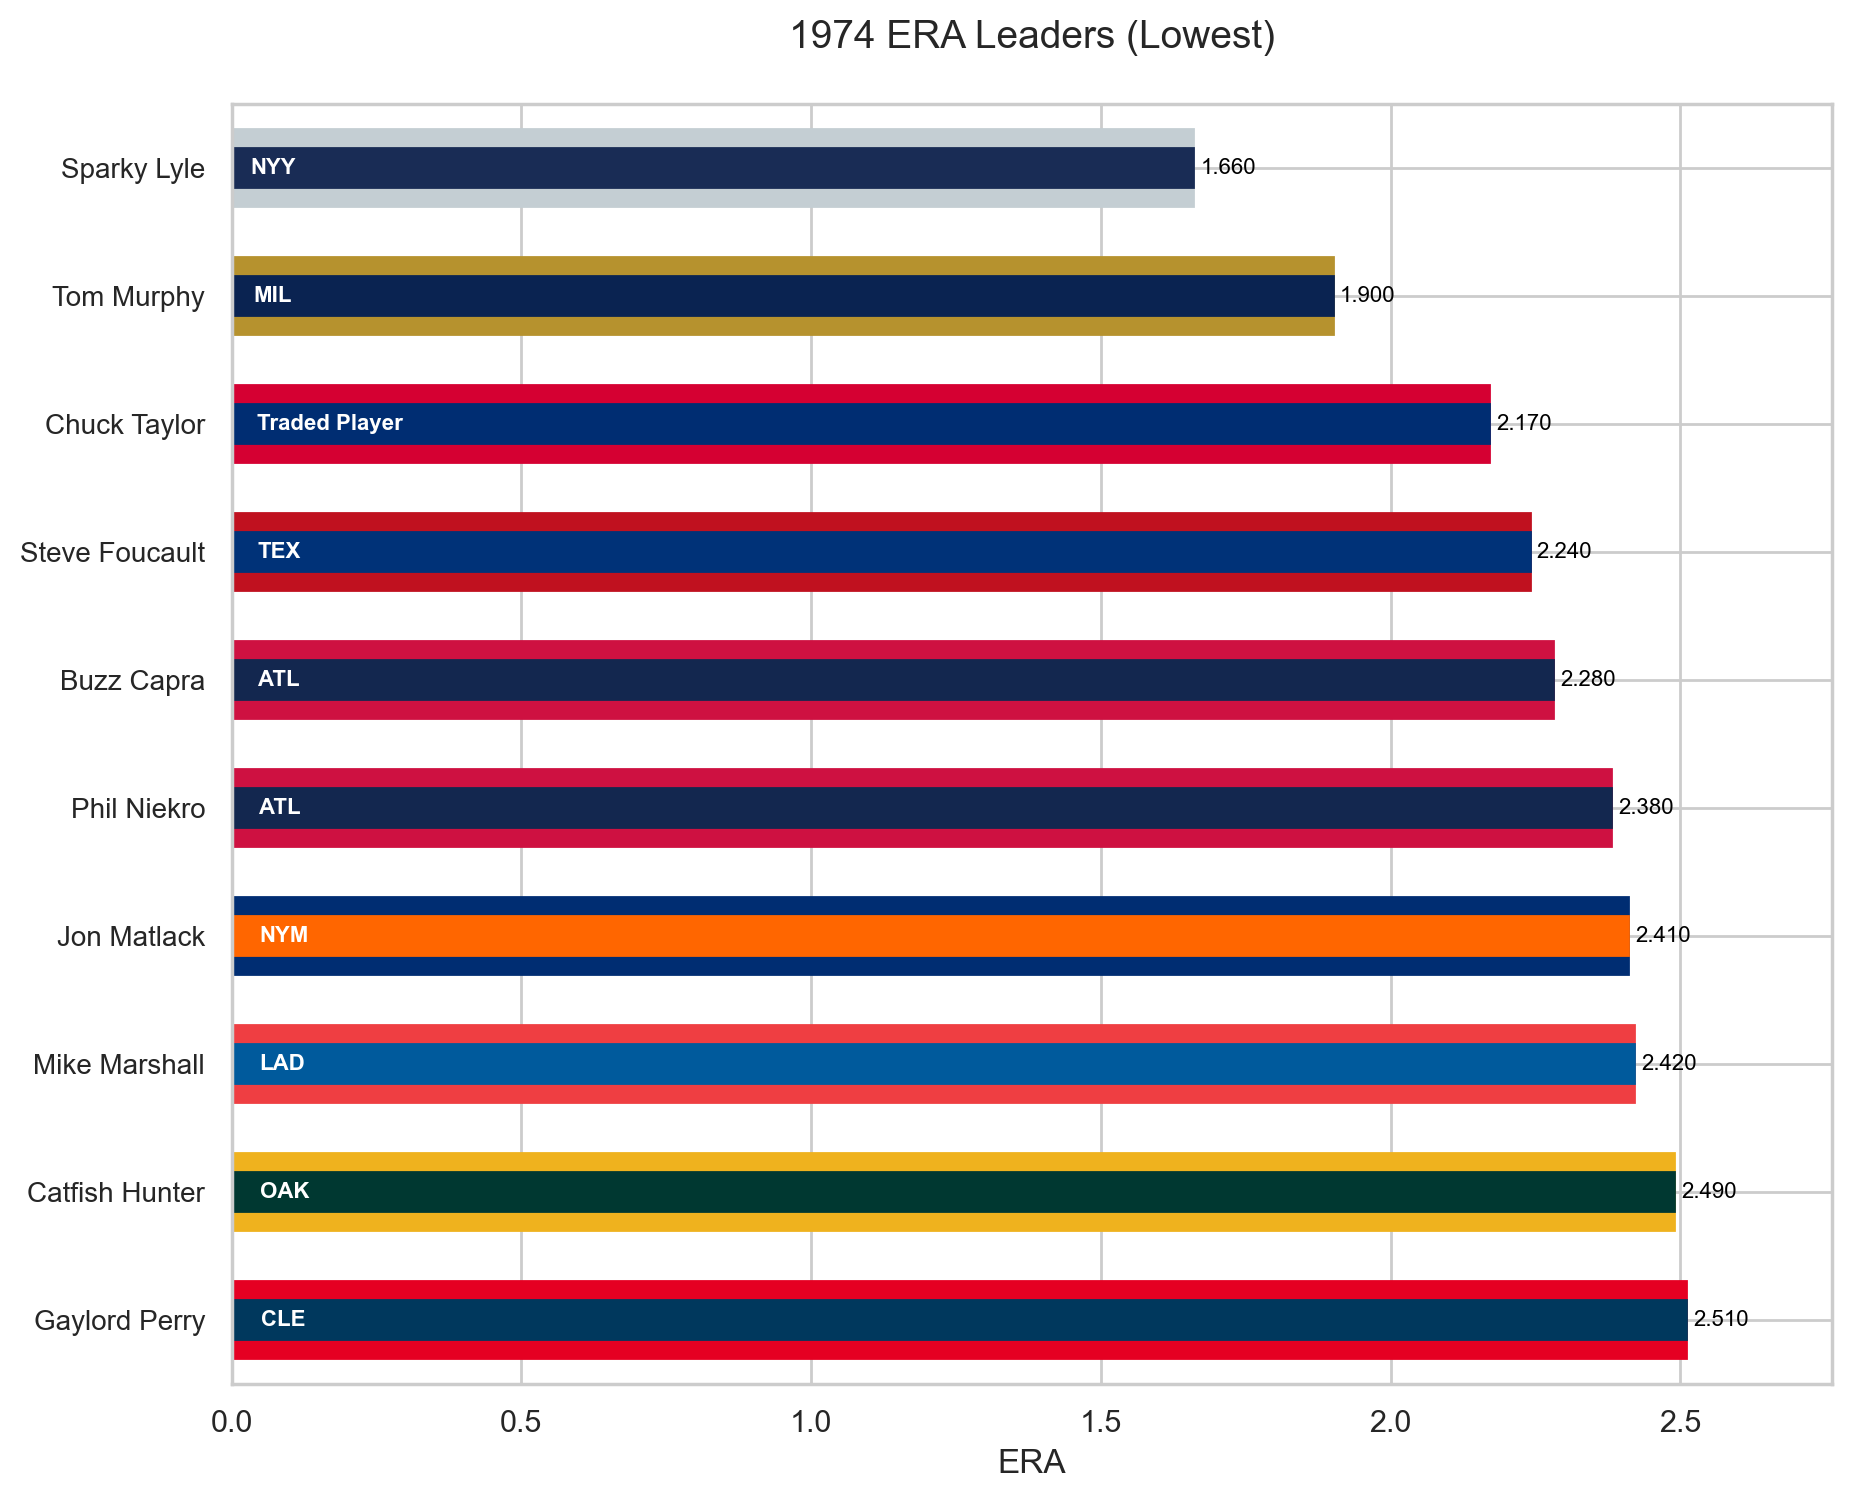 1974 ERA Leaders (Lowest)
Sparky Lyle NYY 1.660
Tom Murphy MIL 1.900
Chuck Taylor Traded Player 2.170
Steve Foucault TEX 2.240
Buzz Capra ATL 2.280
Phil Niekro ATL 2.380
Jon Matlack NYM 2.410
Mike Marshall LAD 2.420
Catfish Hunter OAK 2.490
Gaylord Perry CLE 2.510
0.0 0.5 1.0 1.5 2.0 2.5
ERA